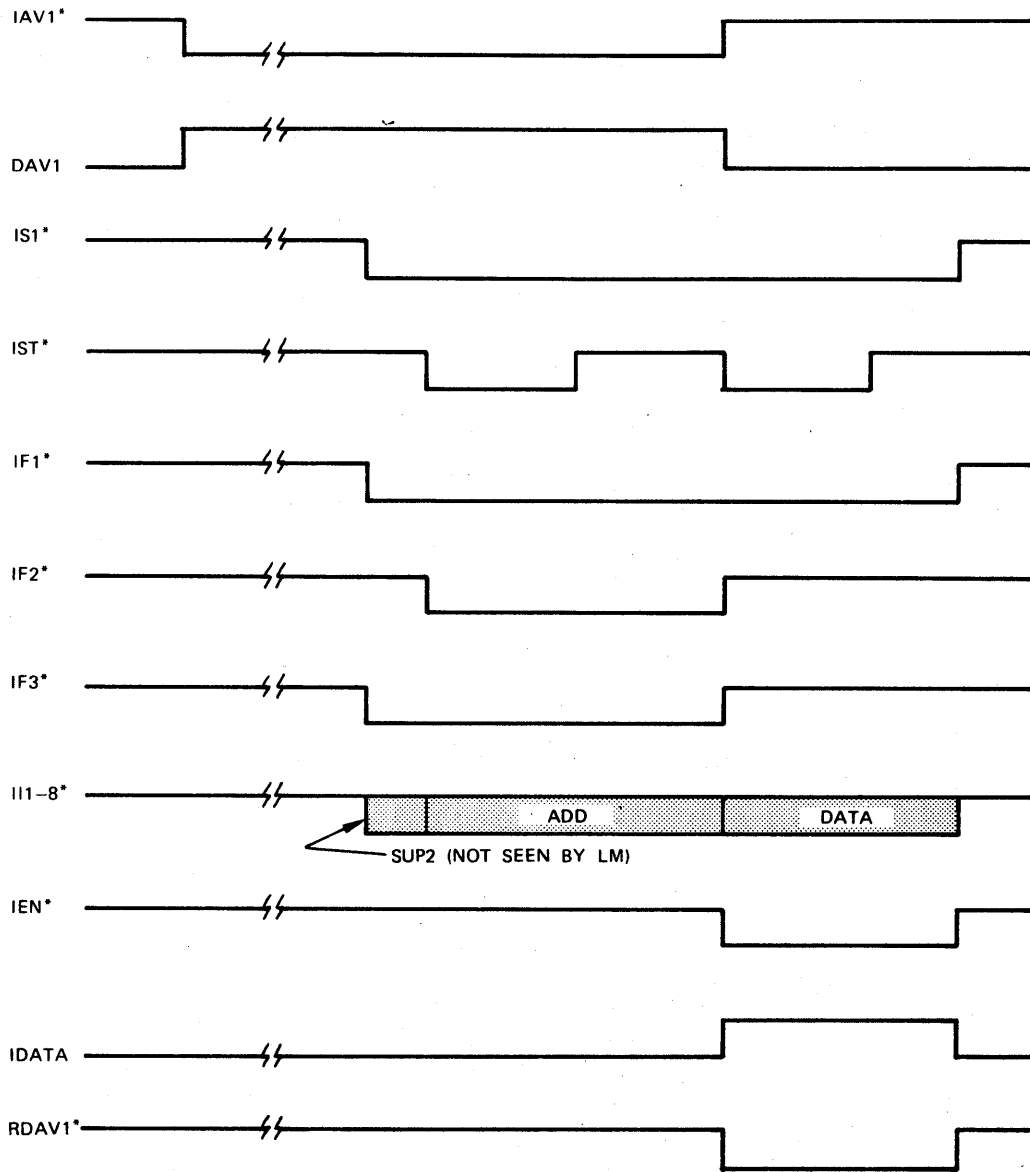 IAV1*
DAV1
IS1*
IST*
IF1*
IF2*
IF3*
II1–8*
ADD
DATA
SUP2 (NOT SEEN BY LM)
IEN*
IDATA
RDAV1*